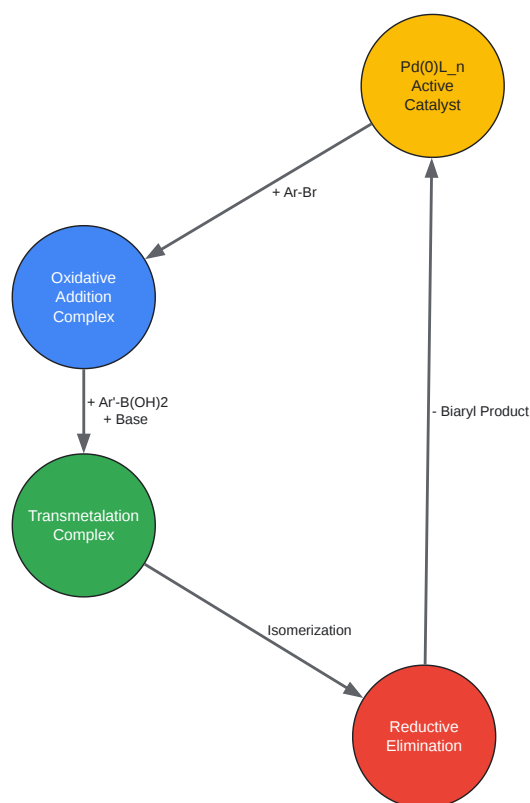 Pd(0)L_n
Active
Catalyst
+ Ar-Br
Oxidative
Addition
Complex
+ Ar'-B(OH)2
+ Base
- Biaryl Product
Transmetalation
Complex
Isomerization
Reductive
Elimination